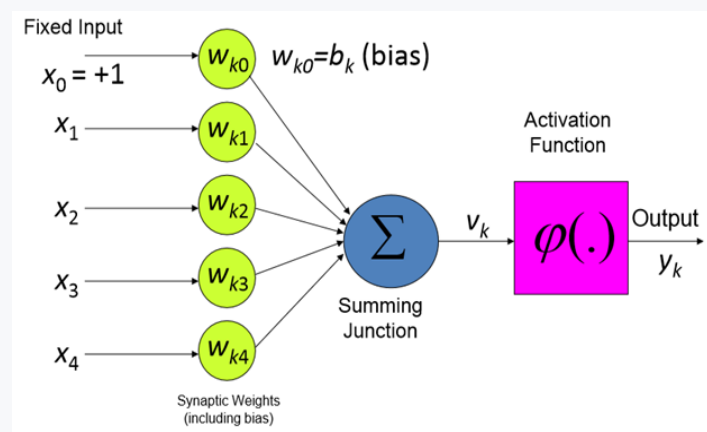 Fixed Input
x0 = +1
wk0
wk0=bk (bias)
x1
wk1
Activation
Function
x2
wk2
Σ
vk
φ(.)
Output
yk
x3
wk3
Summing
Junction
x4
wk4
Synaptic Weights
(including bias)